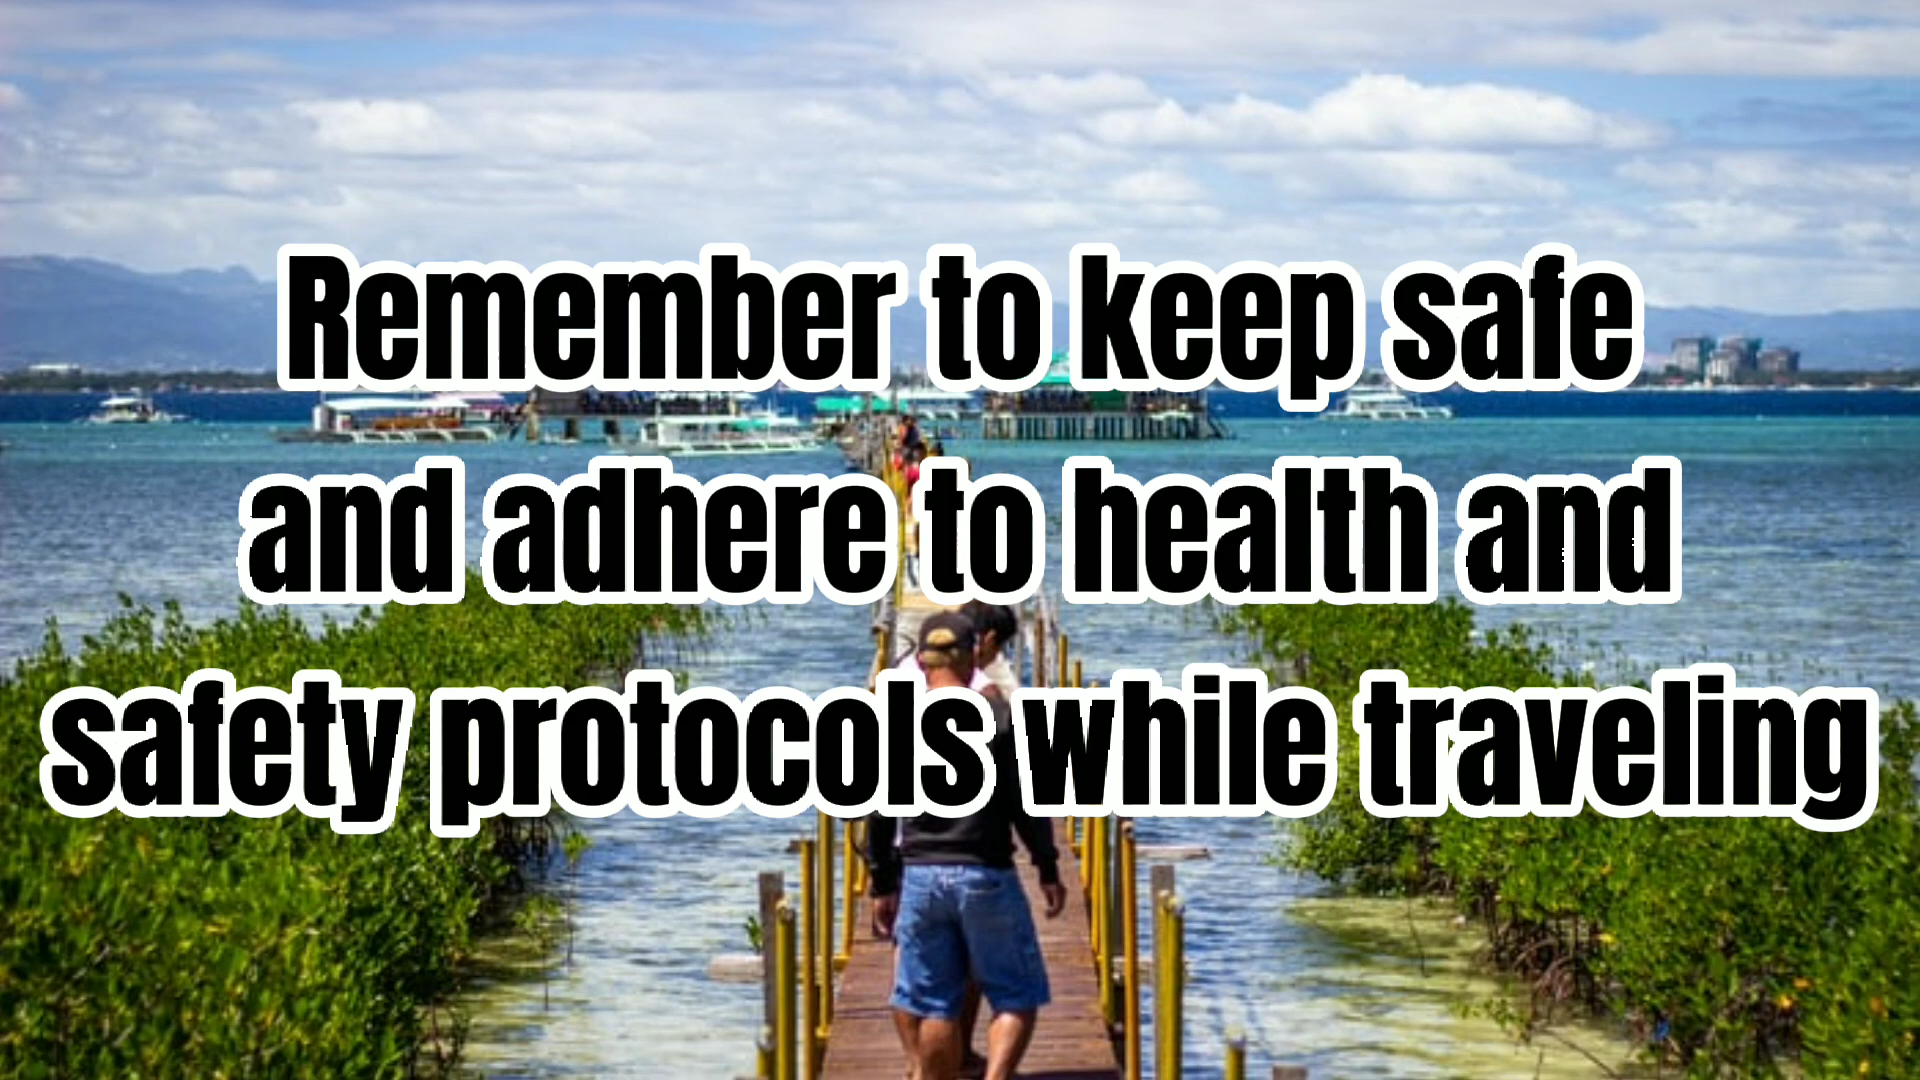 Remember to keep safe
and adhere to health and
safety protocols while traveling